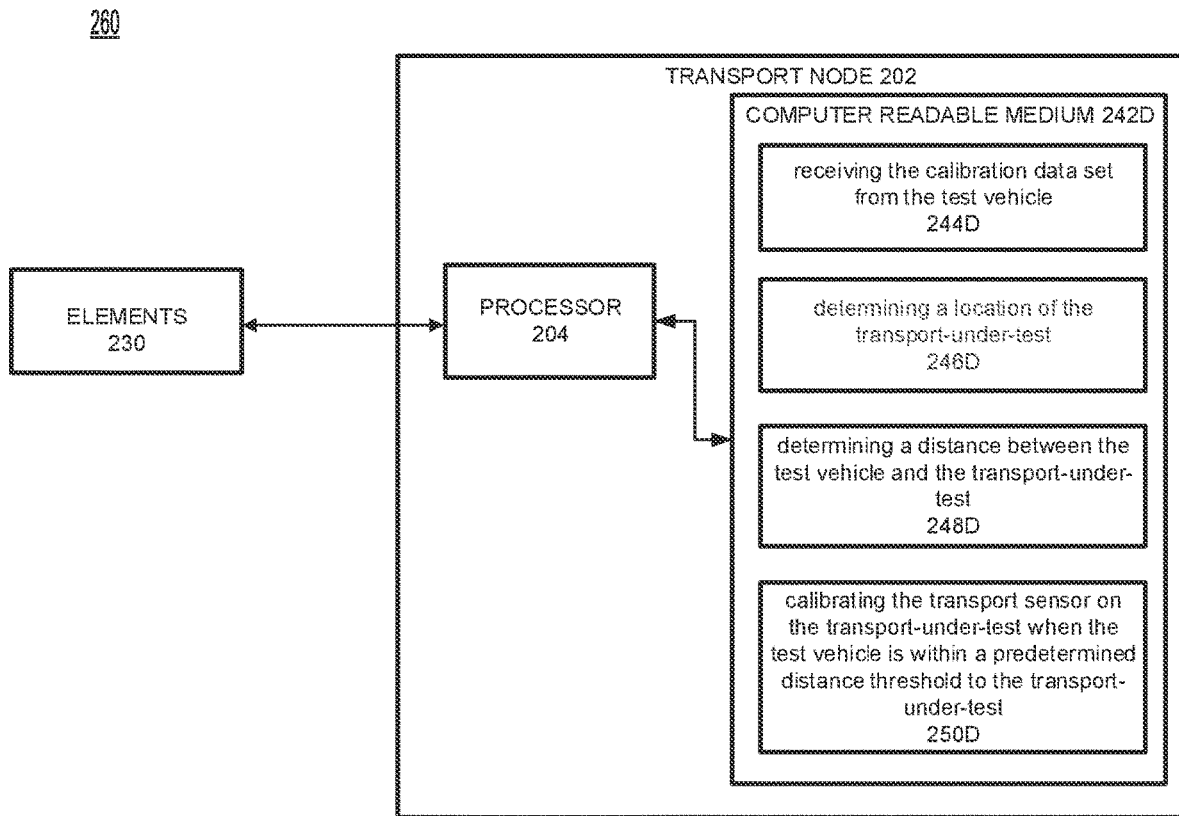 260
TRANSPORT NODE 202
COMPUTER READABLE MEDIUM 242D
receiving the calibration data set
from the test vehicle
244D
ELEMENTS
230
PROCESSOR
204
determining a location of the
transport-under-test
246D
determining a distance between the
test vehicle and the transport-under-
test
248D
calibrating the transport sensor on
the transport-under-test when the
test vehicle is within a predetermined
distance threshold to the transport-
under-test
250D